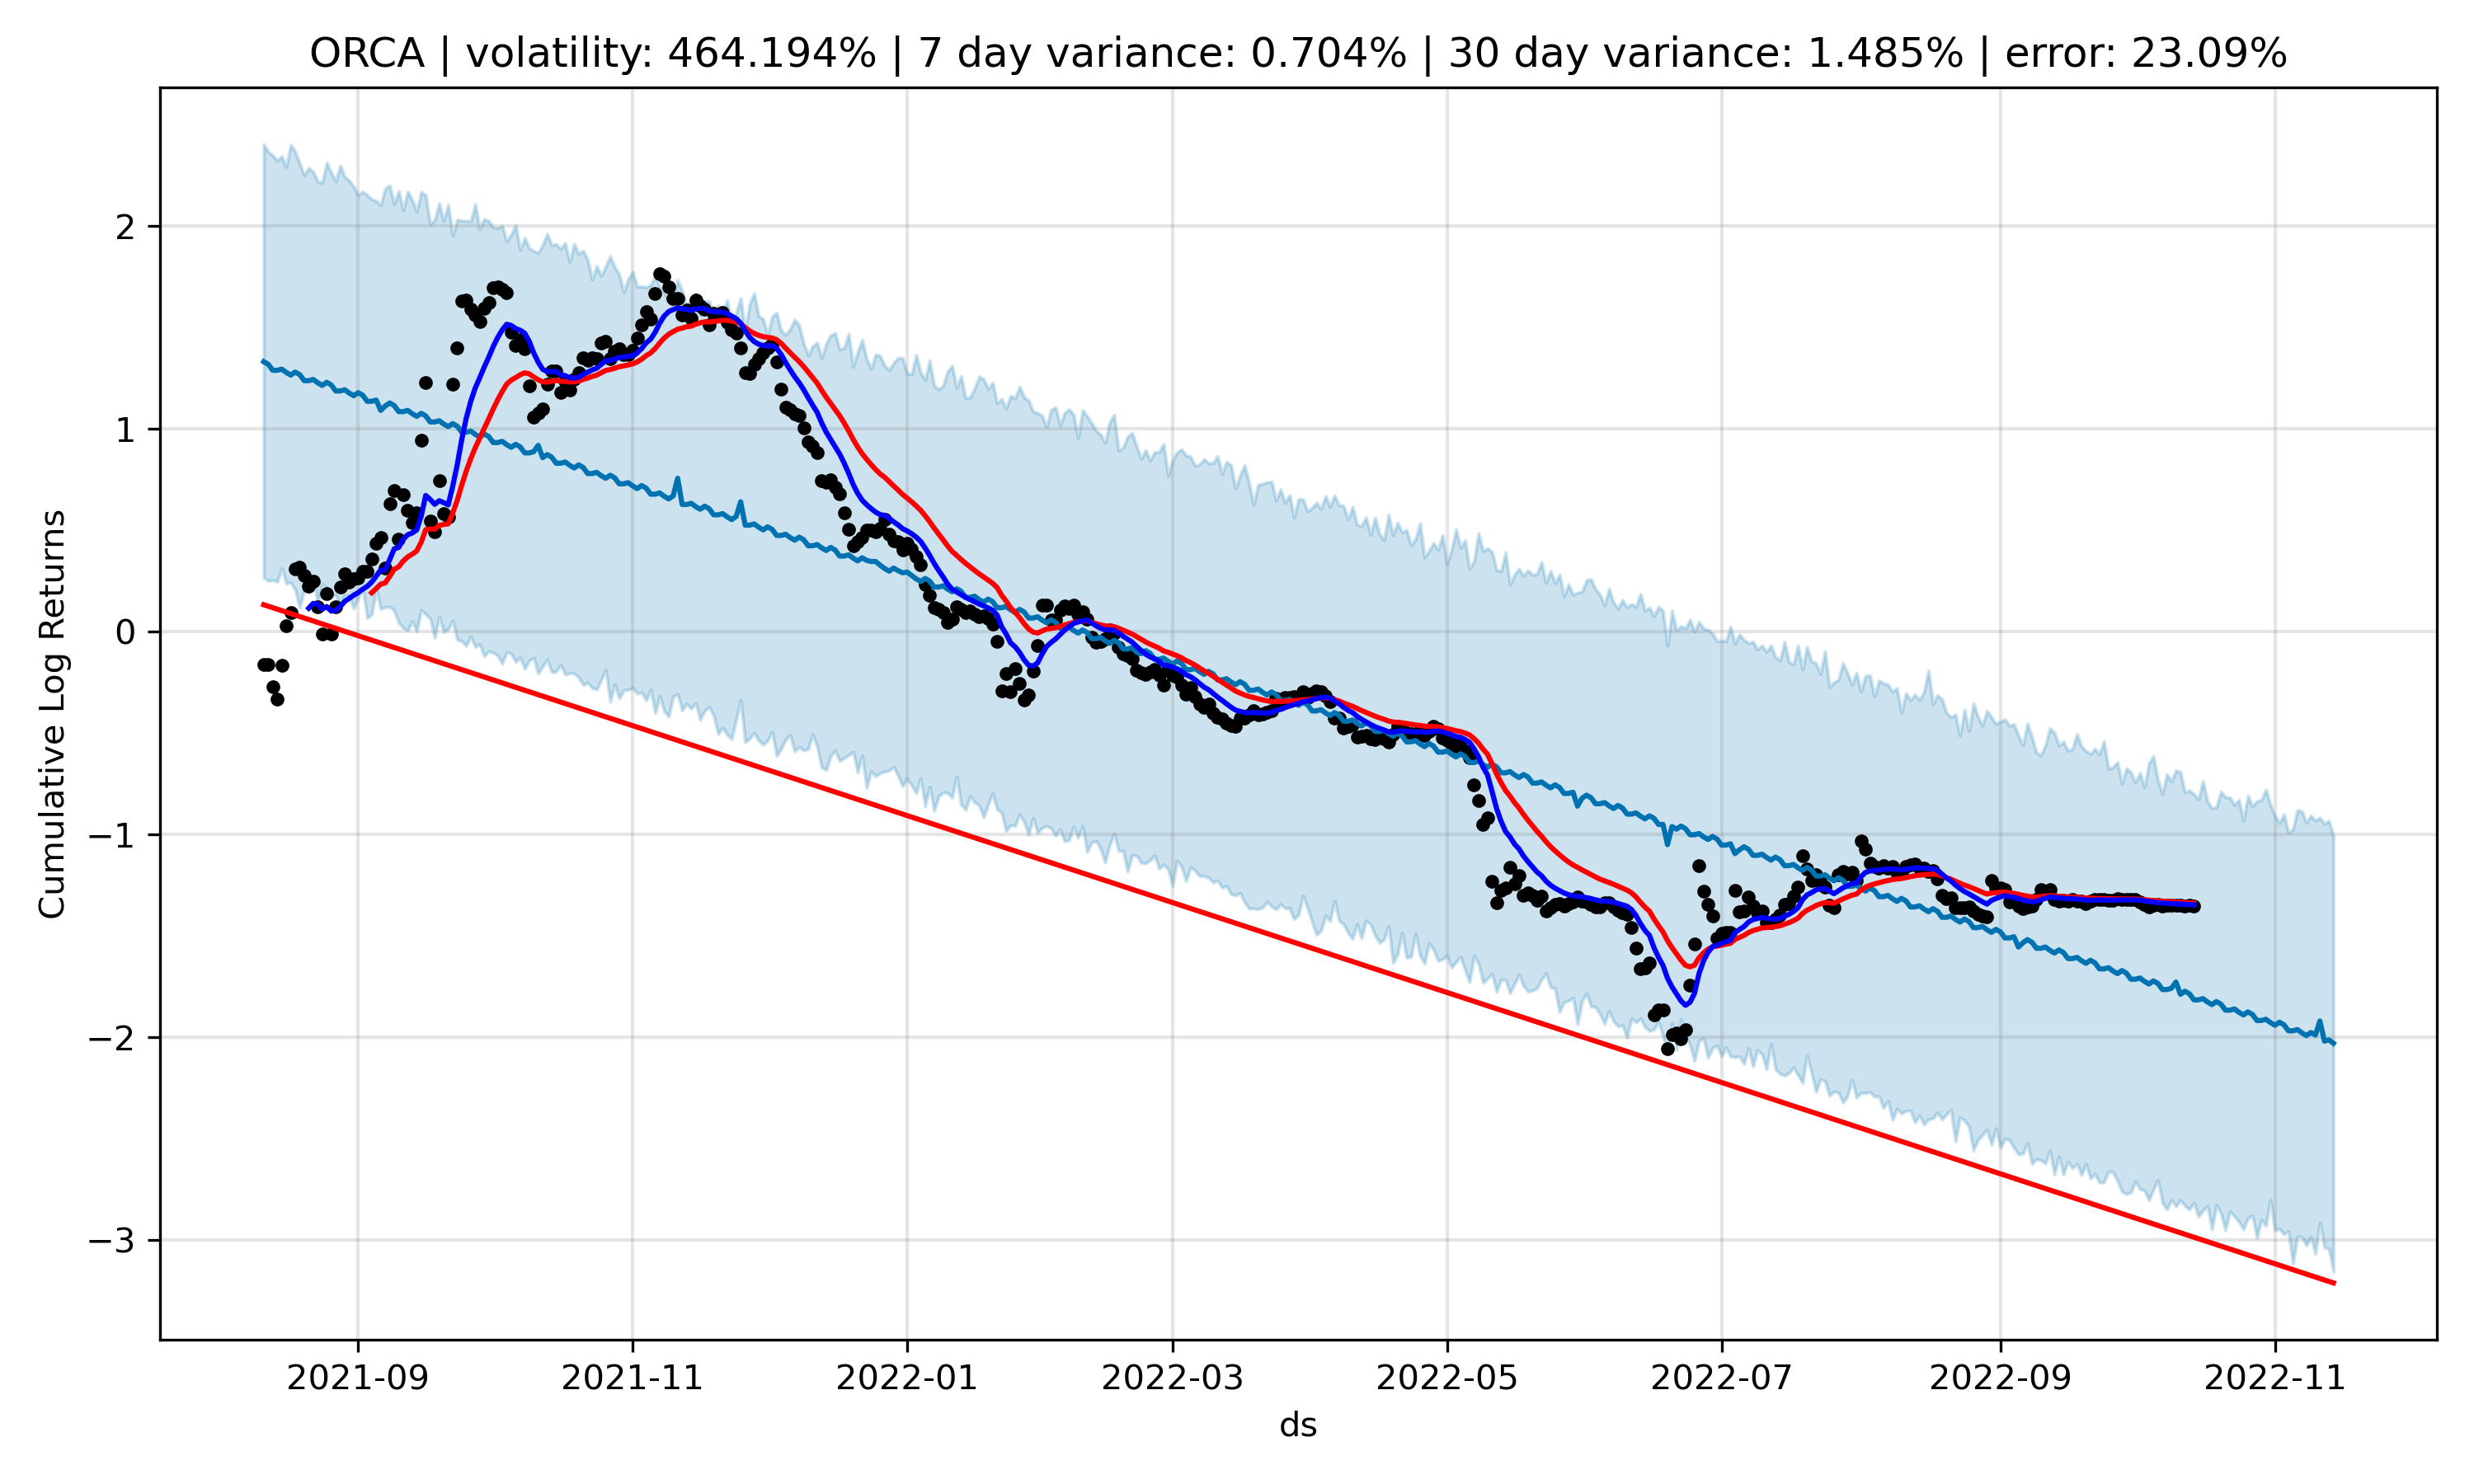 ORCA | volatility: 464.194% | 7 day variance: 0.704% | 30 day variance: 1.485% | error: 23.09%
Cumulative Log Returns
2
1
0
−1
−2
−3
2021-09 2021-11 2022-01 2022-03 2022-05 2022-07 2022-09 2022-11
ds